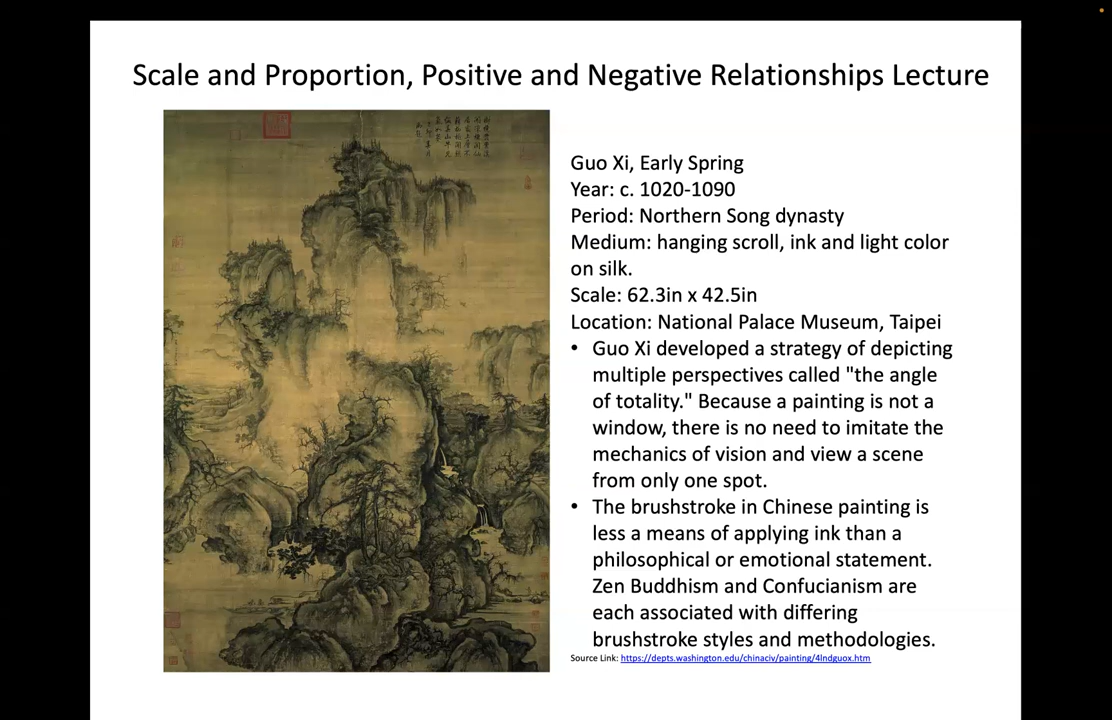 Scale and Proportion, Positive and Negative Relationships Lecture
Guo Xi, Early Spring
Year: c. 1020-1090
Period: Northern Song dynasty
Medium: hanging scroll, ink and light color
on silk.
Scale: 62.3in x 42.5in
Location: National Palace Museum, Taipei
• Guo Xi developed a strategy of depicting
multiple perspectives called "the angle
of totality." Because a painting is not a
window, there is no need to imitate the
mechanics of vision and view a scene
from only one spot.
• The brushstroke in Chinese painting is
less a means of applying ink than a
philosophical or emotional statement.
Zen Buddhism and Confucianism are
each associated with differing
brushstroke styles and methodologies.
Source Link: https://depts.washington.edu/chinaciv/painting/4lndguox.htm